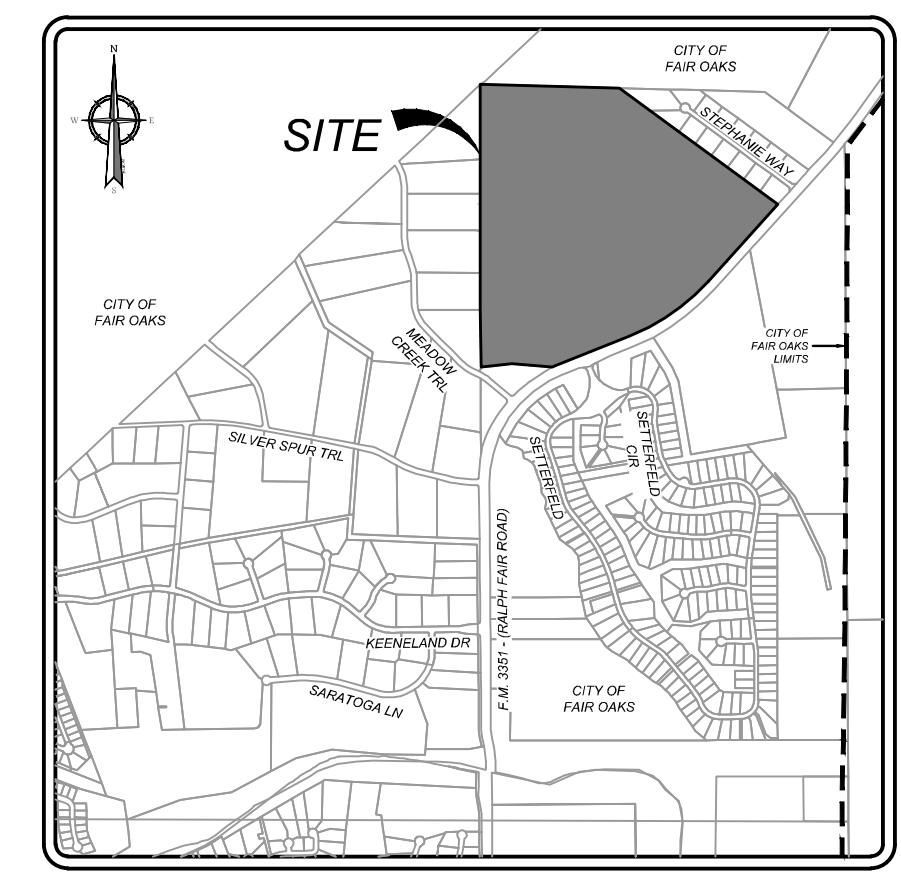 CITY OF
FAIR OAKS
N
W
E
S
SITE
STEPHANIE WAY
CITY OF
FAIR OAKS
CITY OF
FAIR OAKS
LIMITS
MEADOW
CREEK TRL
SILVER SPUR TRL
SETTERFELD
SETTERFELD
CIR
F.M. 3351 - (RALPH FAIR ROAD)
KEENELAND DR
SARATOGA LN
CITY OF
FAIR OAKS